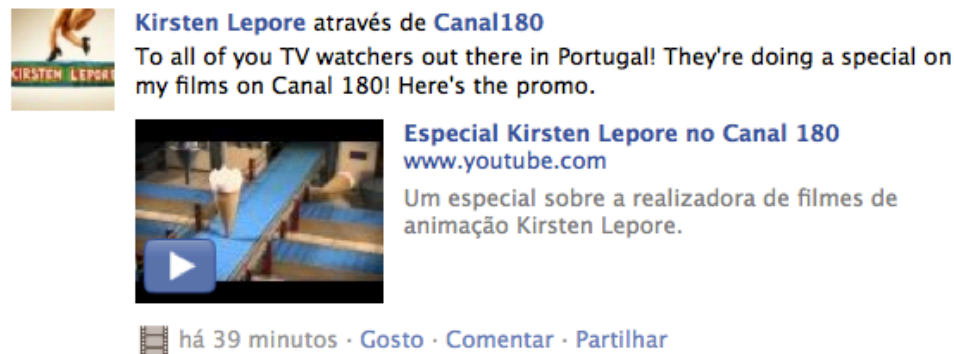 Kirsten Lepore através de Canal180
To all of you TV watchers out there in Portugal! They're doing a special on
my films on Canal 180! Here's the promo.
KIRSTEN LEPORE
Especial Kirsten Lepore no Canal 180
www.youtube.com
Um especial sobre a realizadora de filmes de
animação Kirsten Lepore.
há 39 minutos · Gosto · Comentar · Partilhar